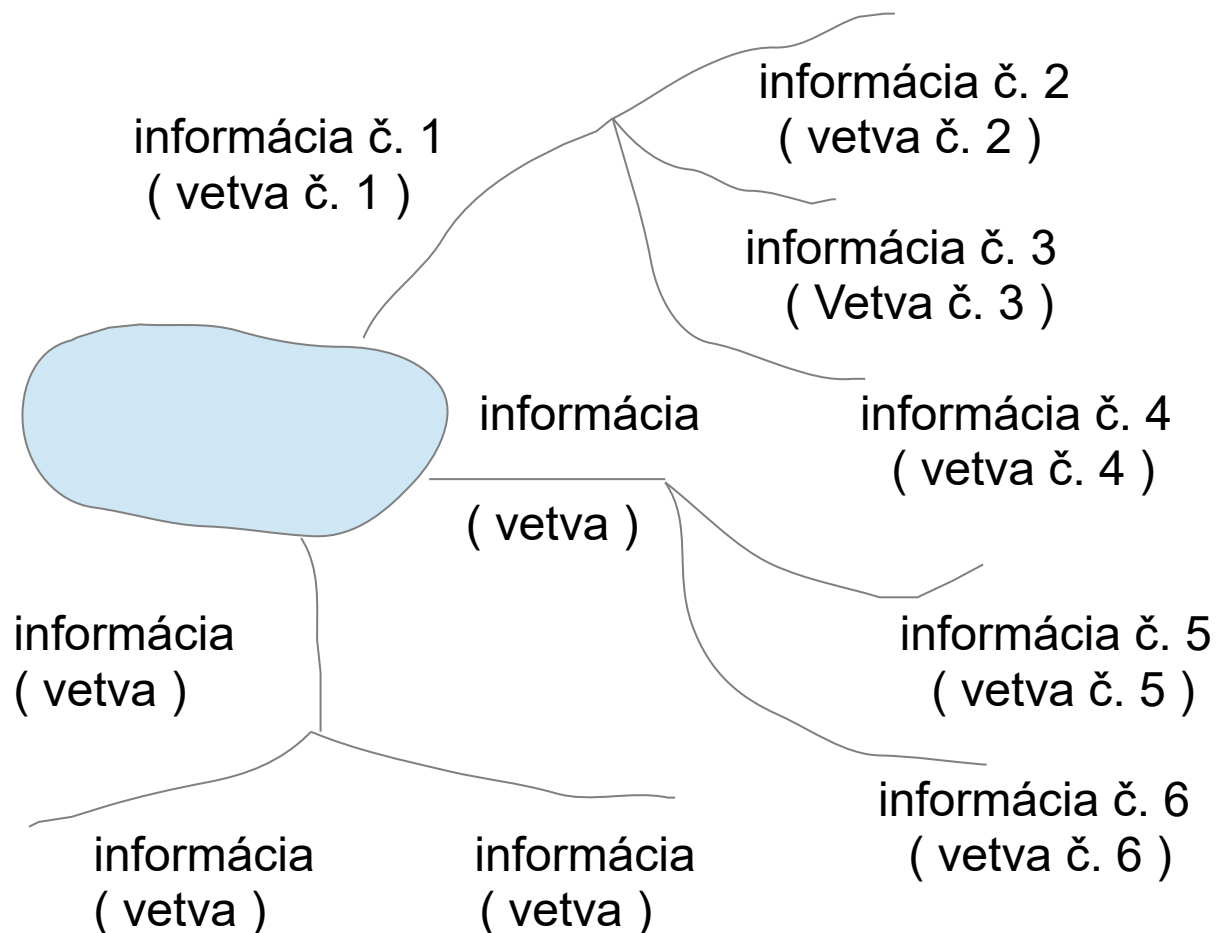 informácia č. 1
( vetva č. 1 )
informácia č. 2
( vetva č. 2 )
informácia č. 3
( Vetva č. 3 )
informácia č. 4
( vetva č. 4 )
informácia
( vetva )
informácia č. 5
( vetva č. 5 )
informácia č. 6
( vetva č. 6 )
informácia
( vetva )
informácia
( vetva )
informácia
( vetva )